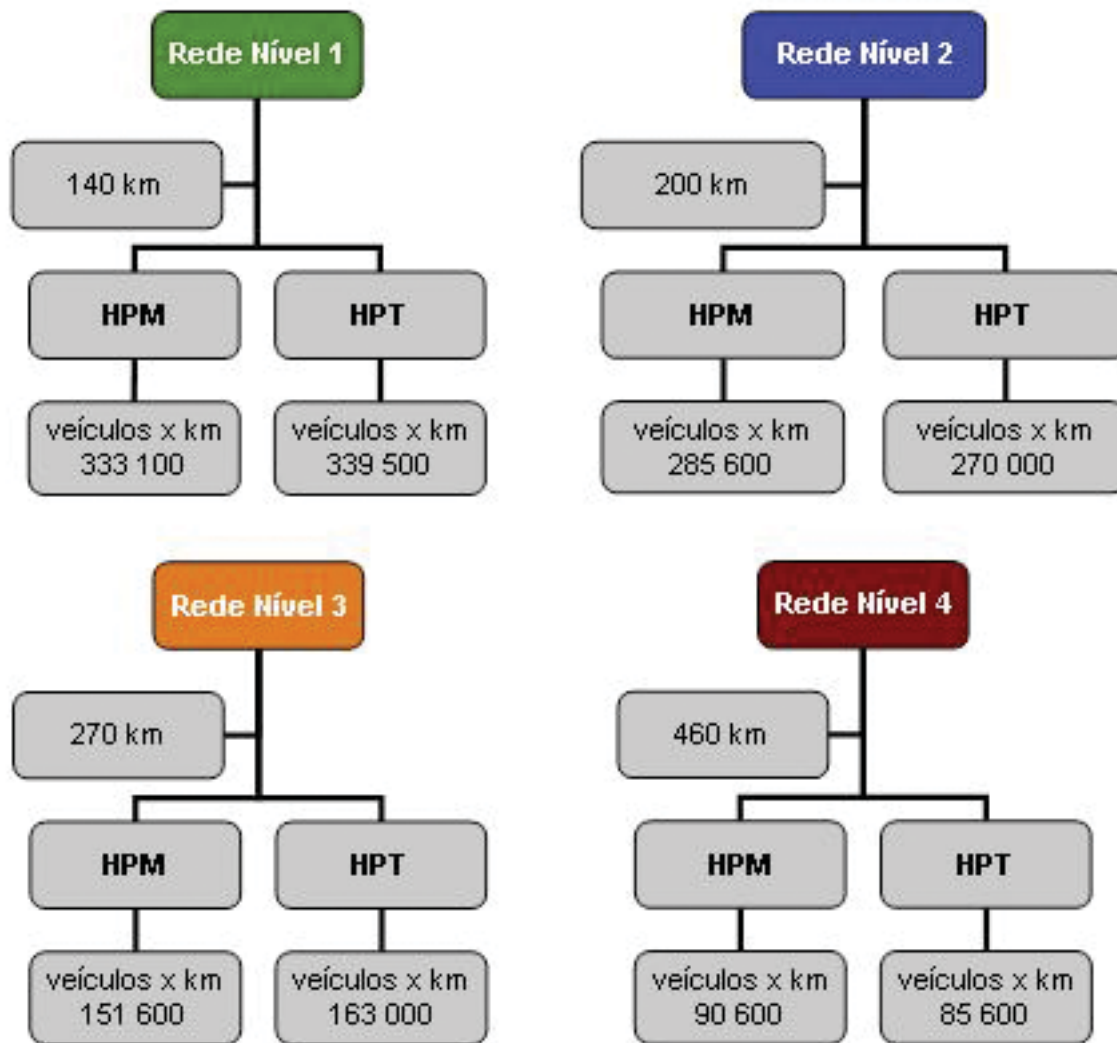 Rede Nível 1
140 km
HPM
HPT
veículos x km
333 100
veículos x km
339 500
Rede Nível 2
200 km
HPM
HPT
veículos x km
285 600
veículos x km
270 000
Rede Nível 3
270 km
HPM
HPT
veículos x km
151 600
veículos x km
163 000
Rede Nível 4
460 km
HPM
HPT
veículos x km
90 600
veículos x km
85 600